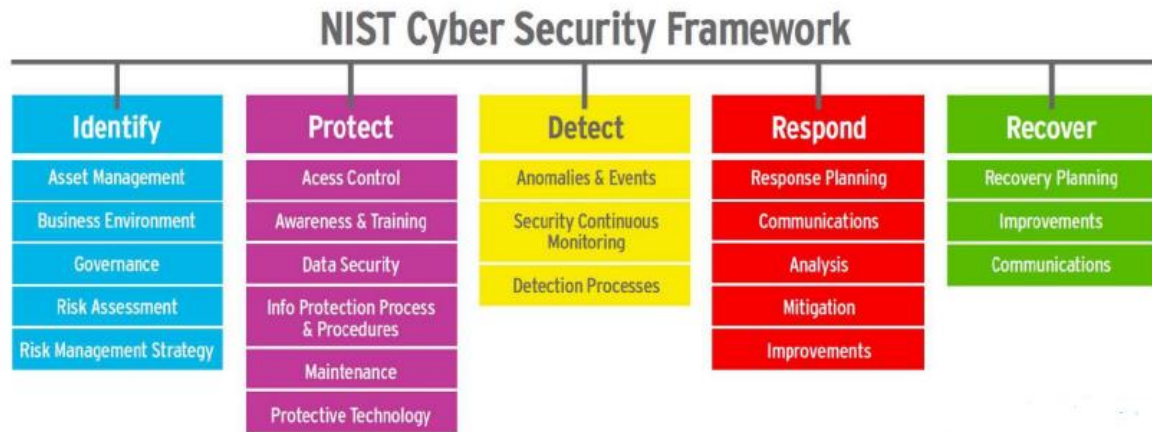 NIST Cyber Security Framework
Identify
Asset Management
Business Environment
Governance
Risk Assessment
Risk Management Strategy
Protect
Acess Control
Awareness & Training
Data Security
Info Protection Process
& Procedures
Maintenance
Protective Technology
Detect
Anomalies & Events
Security Continuous
Monitoring
Detection Processes
Respond
Response Planning
Communications
Analysis
Mitigation
Improvements
Recover
Recovery Planning
Improvements
Communications